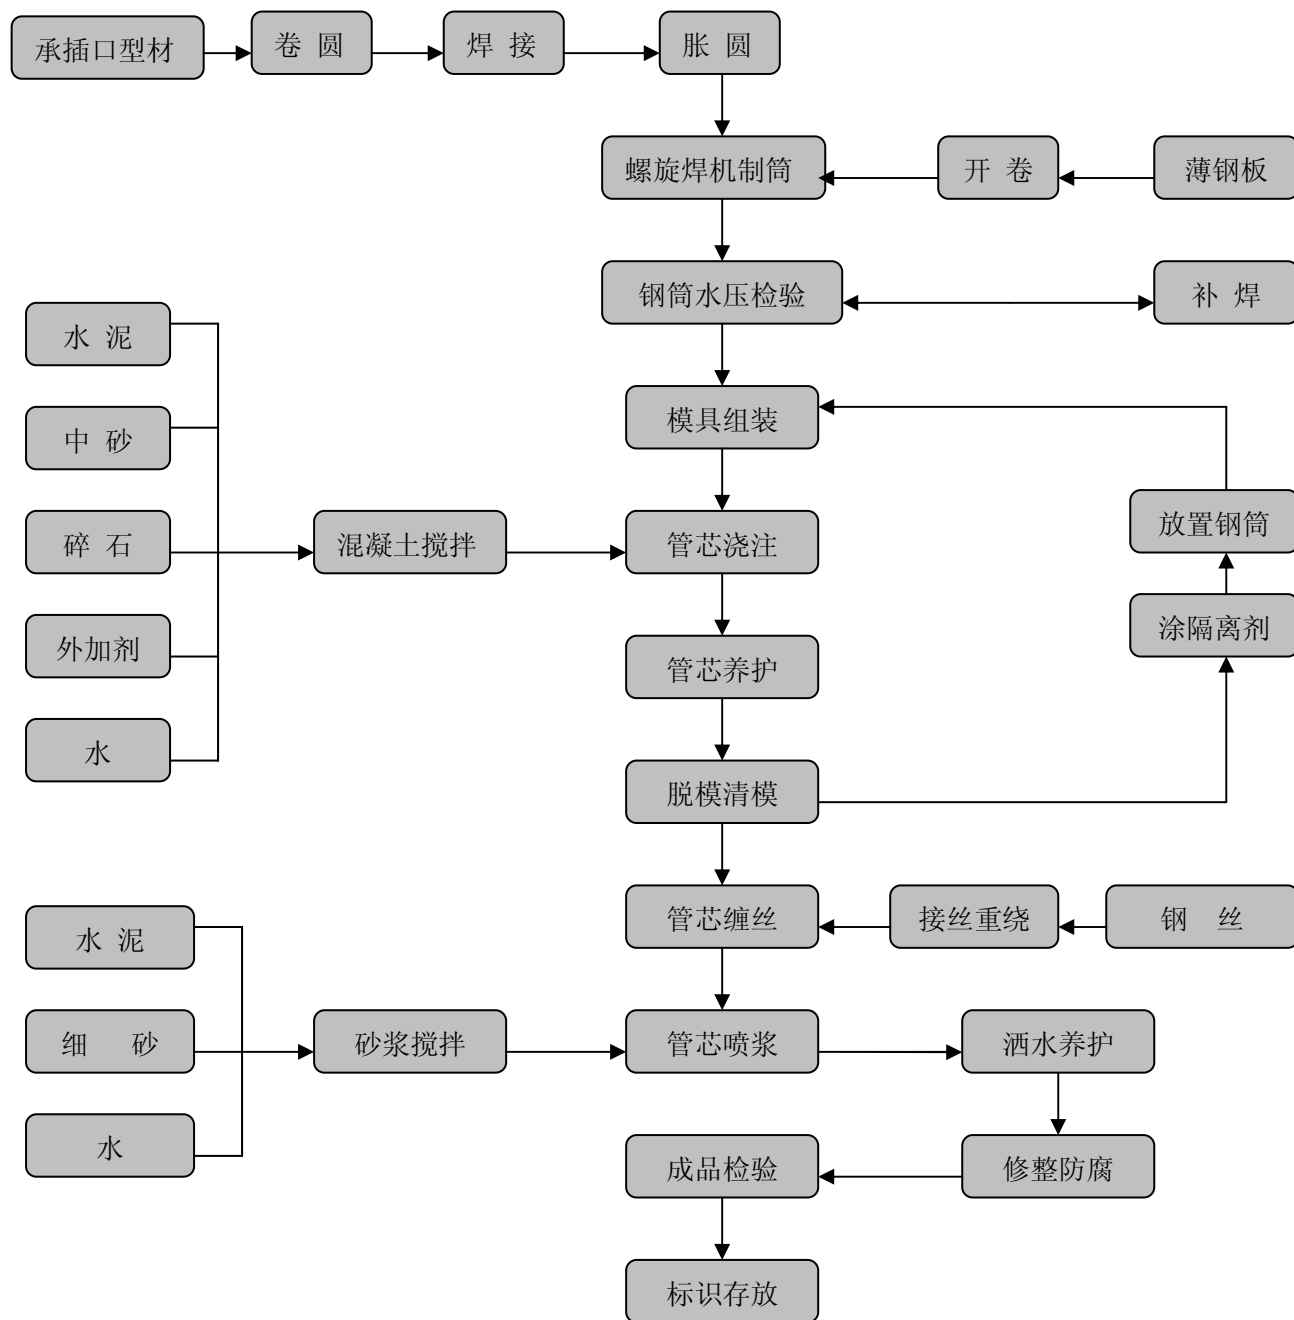 承插口型材
卷 圆
焊 接
胀 圆
螺旋焊机制筒
开 卷
薄钢板
钢筒水压检验
补 焊
水 泥
模具组装
中 砂
放置钢筒
碎 石
混凝土搅拌
管芯浇注
涂隔离剂
外加剂
管芯养护
水
脱模清模
管芯缠丝
接丝重绕
钢 丝
水 泥
细 砂
砂浆搅拌
管芯喷浆
洒水养护
水
成品检验
修整防腐
标识存放